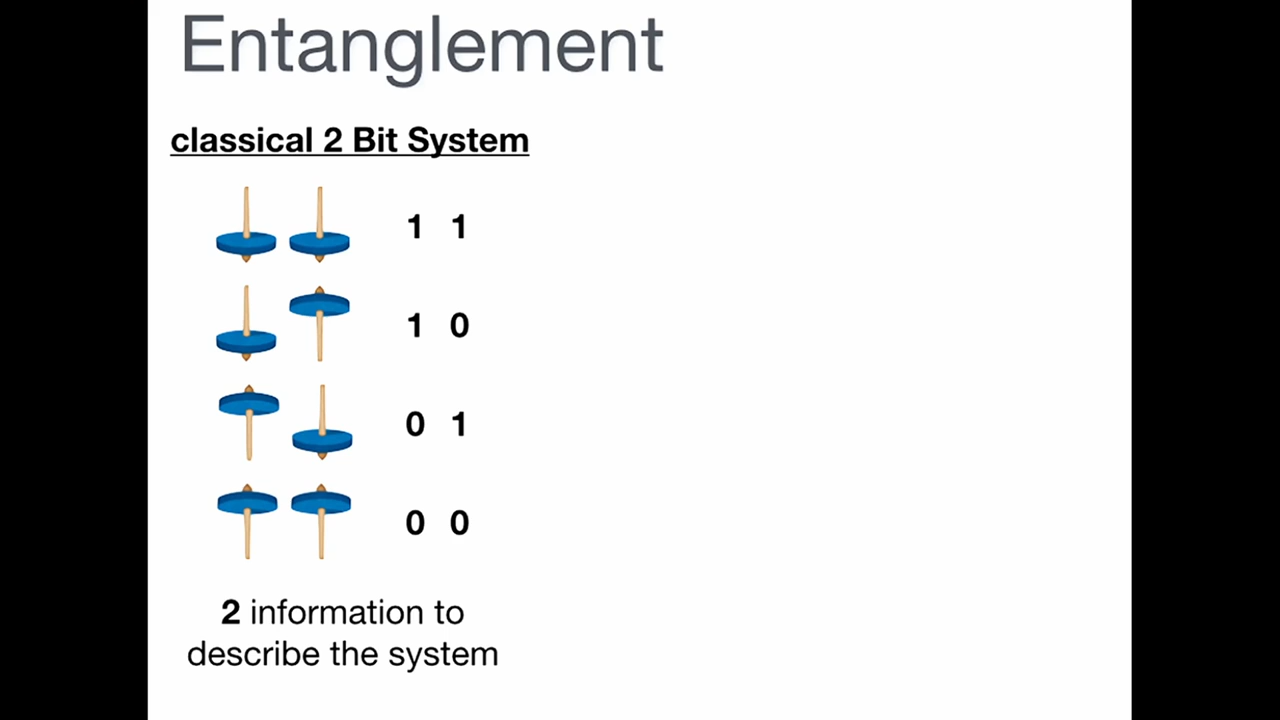 Entanglement
classical 2 Bit System
1 1
1 0
0 1
0 0
2 information to
describe the system